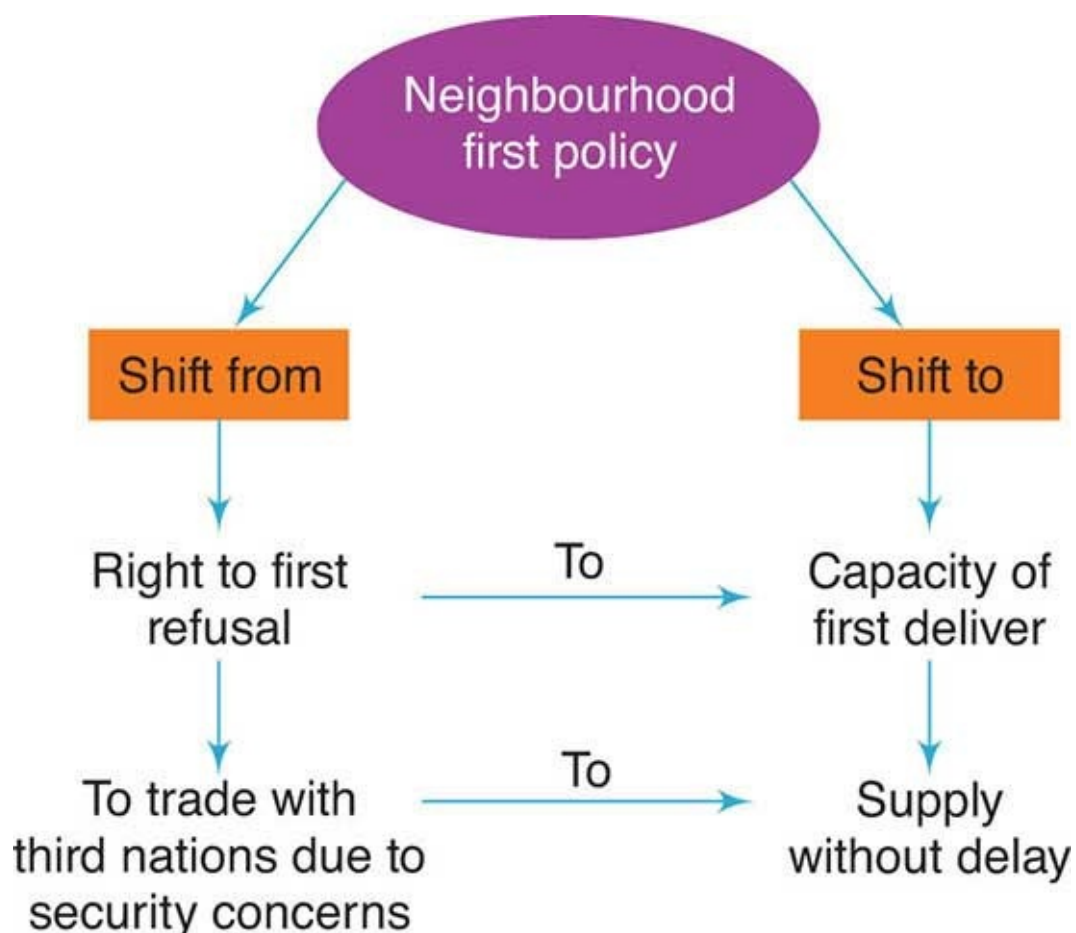 Neighbourhood
first policy
Shift from
Shift to
Right to first
refusal
To
Capacity of
first deliver
To trade with
third nations due to
security concerns
To
Supply
without delay